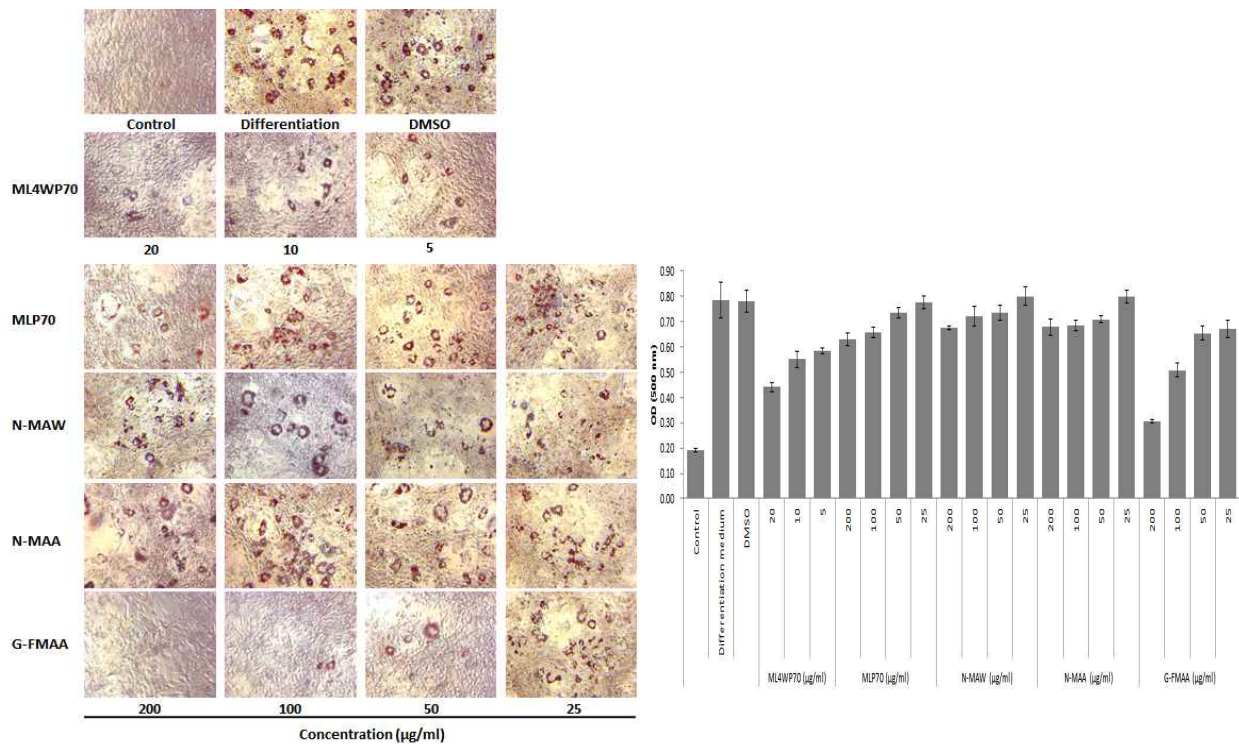 Control Differentiation DMSO
ML4WP70
20 10 5
MLP70
N-MAW
N-MAA
G-FMAA
200 100 50 25
Concentration (µg/ml)
OD (500 nm)
0.90
0.80
0.70
0.60
0.50
0.40
0.30
0.20
0.10
0.00
Control Differentiation medium DMSO 20 10 5 200 100 50 25 200 100 50 25 200 100 50 25 200 100 50 25
ML4WP70 (µg/ml) MLP70 (µg/ml) N-MAW (µg/ml) N-MAA (µg/ml) G-FMAA (µg/ml)